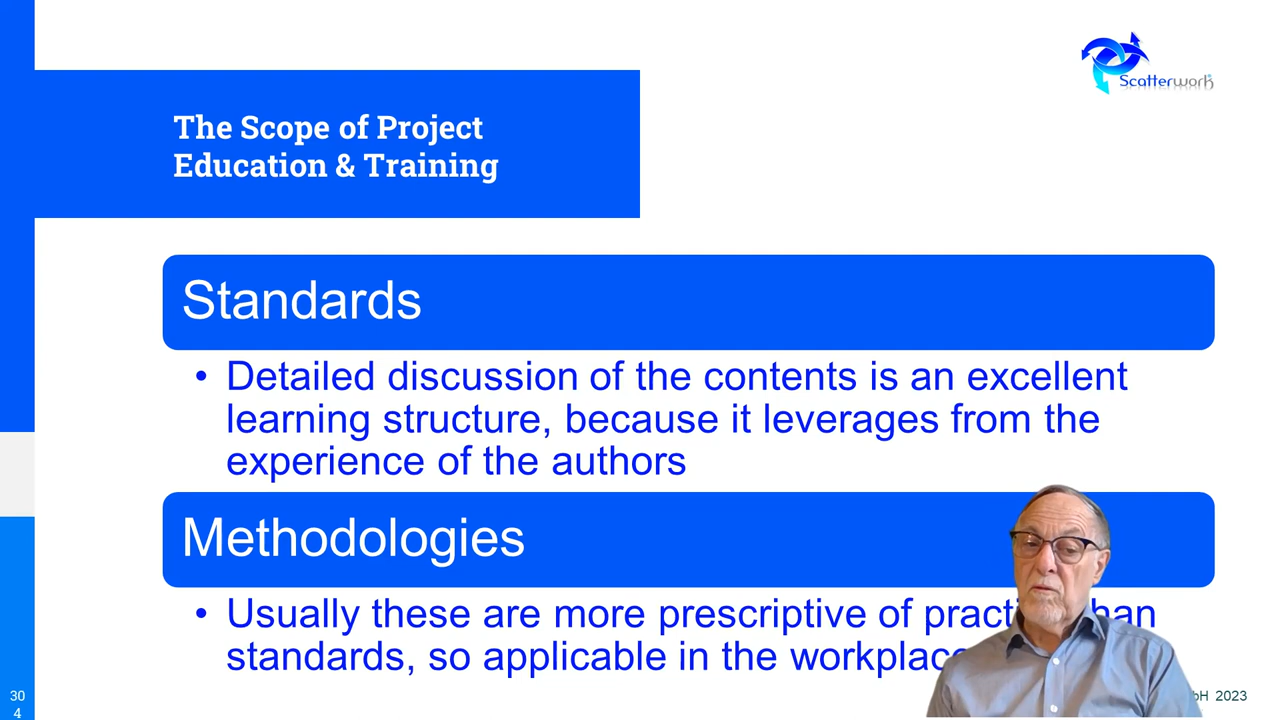 Scatterwork
The Scope of Project
Education & Training
Standards
• Detailed discussion of the contents is an excellent
learning structure, because it leverages from the
experience of the authors
Methodologies
• Usually these are more prescriptive of
standards, so applicable in the
30
4
2023